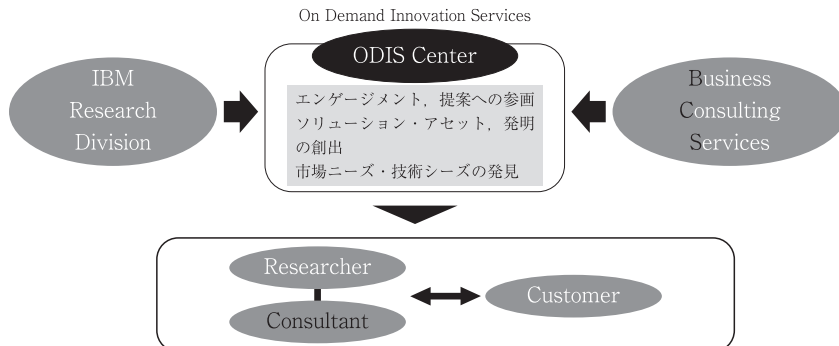 On Demand Innovation Services
ODIS Center
IBM
Research
Division
エンゲージメント，提案への参画
ソリューション・アセット，発明
の創出
市場ニーズ・技術シーズの発見
Business
Consulting
Services
Researcher
Consultant
Customer